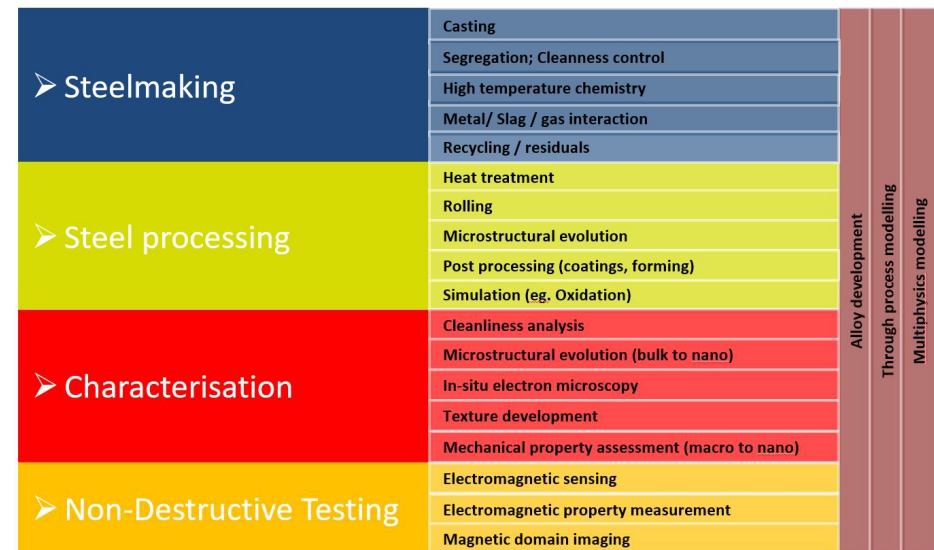 ➢ Steelmaking
Casting
Segregation; Cleanness control
High temperature chemistry
Metal/ Slag / gas interaction
Recycling / residuals
➢ Steel processing
Heat treatment
Rolling
Microstructural evolution
Post processing (coatings, forming)
Simulation (eg. Oxidation)
➢ Characterisation
Cleanliness analysis
Microstructural evolution (bulk to nano)
In-situ electron microscopy
Texture development
Mechanical property assessment (macro to nano)
➢ Non-Destructive Testing
Electromagnetic sensing
Electromagnetic property measurement
Magnetic domain imaging
Alloy development
Through process modelling
Multiphysics modelling